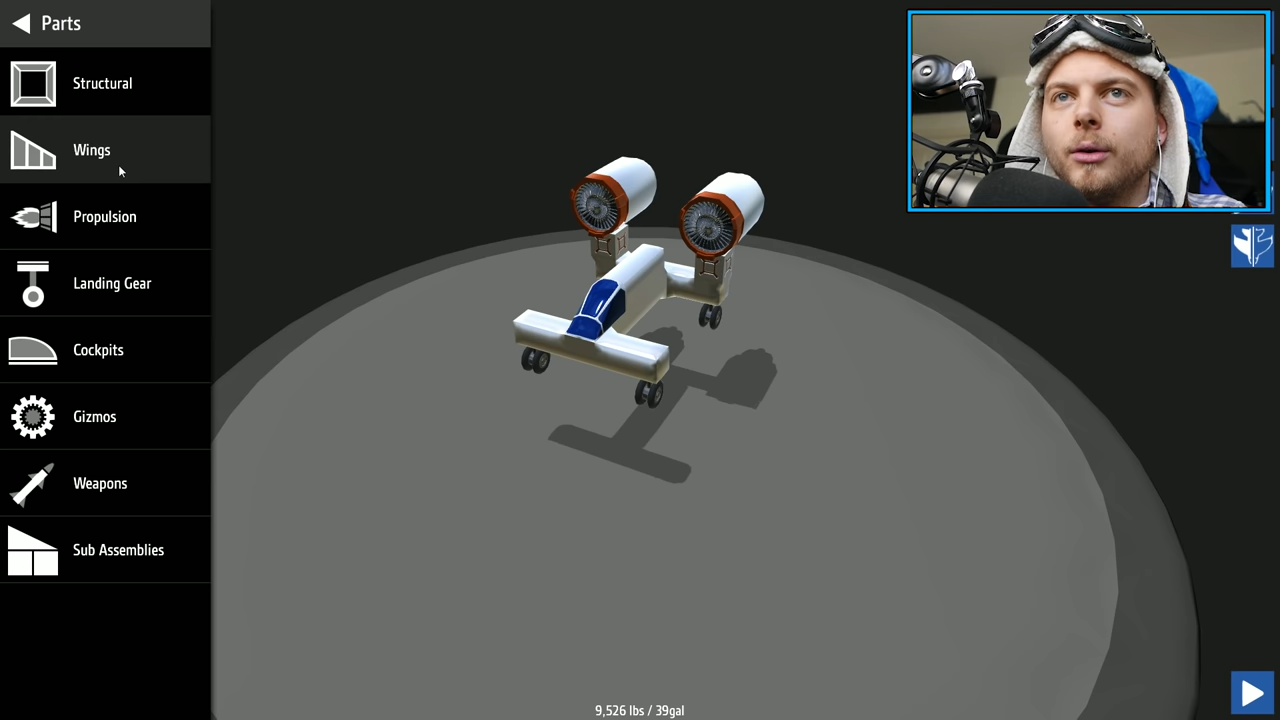 Parts
Structural
Wings
Propulsion
Landing Gear
Cockpits
Gizmos
Weapons
Sub Assemblies
9,526 lbs / 39gal